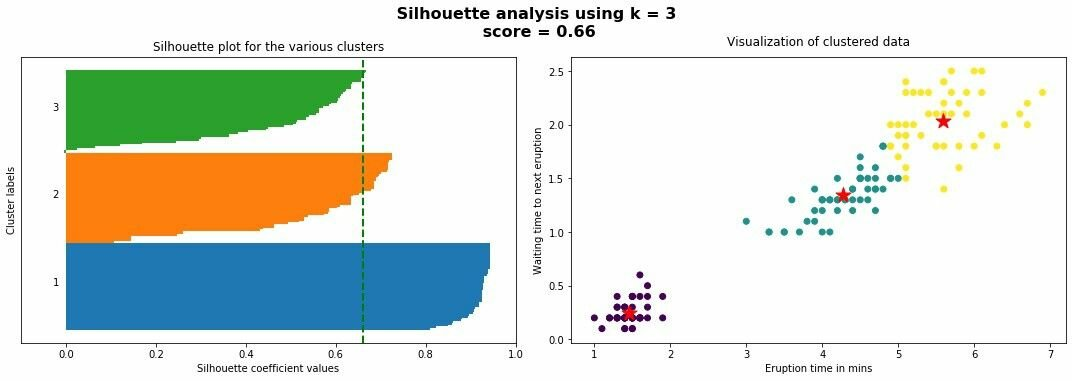 Silhouette analysis using k = 3
score = 0.66
Silhouette plot for the various clusters
Cluster labels
3
2
1
0.0 0.2 0.4 0.6 0.8 1.0
Silhouette coefficient values
Visualization of clustered data
Waiting time to next eruption
2.5
2.0
1.5
1.0
0.5
0.0
1 2 3 4 5 6 7
Eruption time in mins